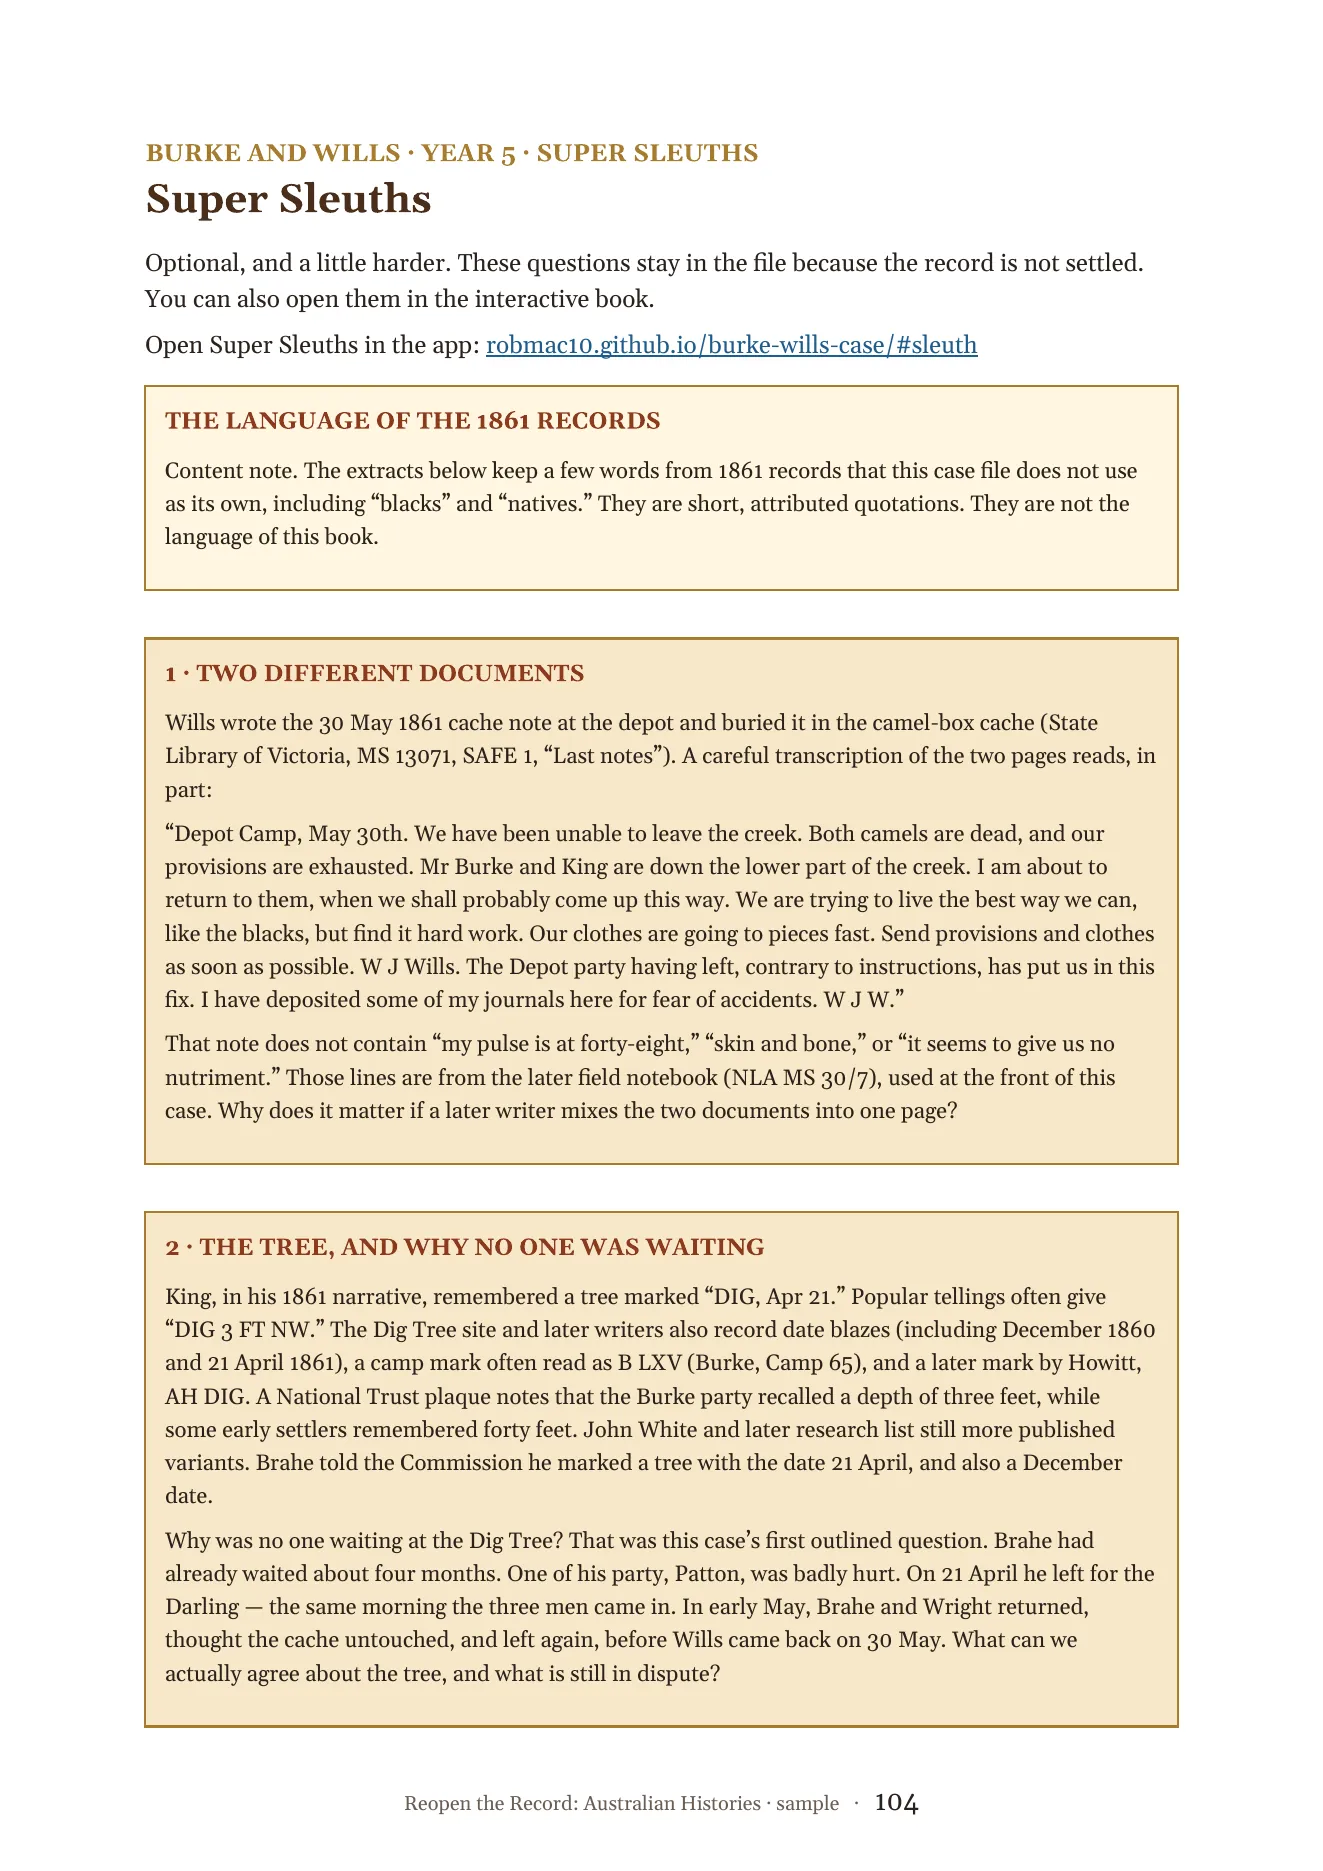 BURKE AND WILLS · YEAR 5 · SUPER SLEUTHS
Super Sleuths
Optional, and a little harder. These questions stay in the file because the record is not settled.
You can also open them in the interactive book.
Open Super Sleuths in the app: robmac10.github.io/burke-wills-case/#sleuth
THE LANGUAGE OF THE 1861 RECORDS
Content note. The extracts below keep a few words from 1861 records that this case file does not use
as its own, including “blacks” and “natives.” They are short, attributed quotations. They are not the
language of this book.
1 · TWO DIFFERENT DOCUMENTS
Wills wrote the 30 May 1861 cache note at the depot and buried it in the camel-box cache (State
Library of Victoria, MS 13071, SAFE 1, “Last notes”). A careful transcription of the two pages reads, in
part:
“Depot Camp, May 30th. We have been unable to leave the creek. Both camels are dead, and our
provisions are exhausted. Mr Burke and King are down the lower part of the creek. I am about to
return to them, when we shall probably come up this way. We are trying to live the best way we can,
like the blacks, but find it hard work. Our clothes are going to pieces fast. Send provisions and clothes
as soon as possible. W J Wills. The Depot party having left, contrary to instructions, has put us in this
fix. I have deposited some of my journals here for fear of accidents. W J W.”
That note does not contain “my pulse is at forty-eight,” “skin and bone,” or “it seems to give us no
nutriment.” Those lines are from the later field notebook (NLA MS 30/7), used at the front of this
case. Why does it matter if a later writer mixes the two documents into one page?
2 · THE TREE, AND WHY NO ONE WAS WAITING
King, in his 1861 narrative, remembered a tree marked “DIG, Apr 21.” Popular tellings often give
“DIG 3 FT NW.” The Dig Tree site and later writers also record date blazes (including December 1860
and 21 April 1861), a camp mark often read as B LXV (Burke, Camp 65), and a later mark by Howitt,
AH DIG. A National Trust plaque notes that the Burke party recalled a depth of three feet, while
some early settlers remembered forty feet. John White and later research list still more published
variants. Brahe told the Commission he marked a tree with the date 21 April, and also a December
date.
Why was no one waiting at the Dig Tree? That was this case’s first outlined question. Brahe had
already waited about four months. One of his party, Patton, was badly hurt. On 21 April he left for the
Darling — the same morning the three men came in. In early May, Brahe and Wright returned,
thought the cache untouched, and left again, before Wills came back on 30 May. What can we
actually agree about the tree, and what is still in dispute?
Reopen the Record: Australian Histories · sample · 104